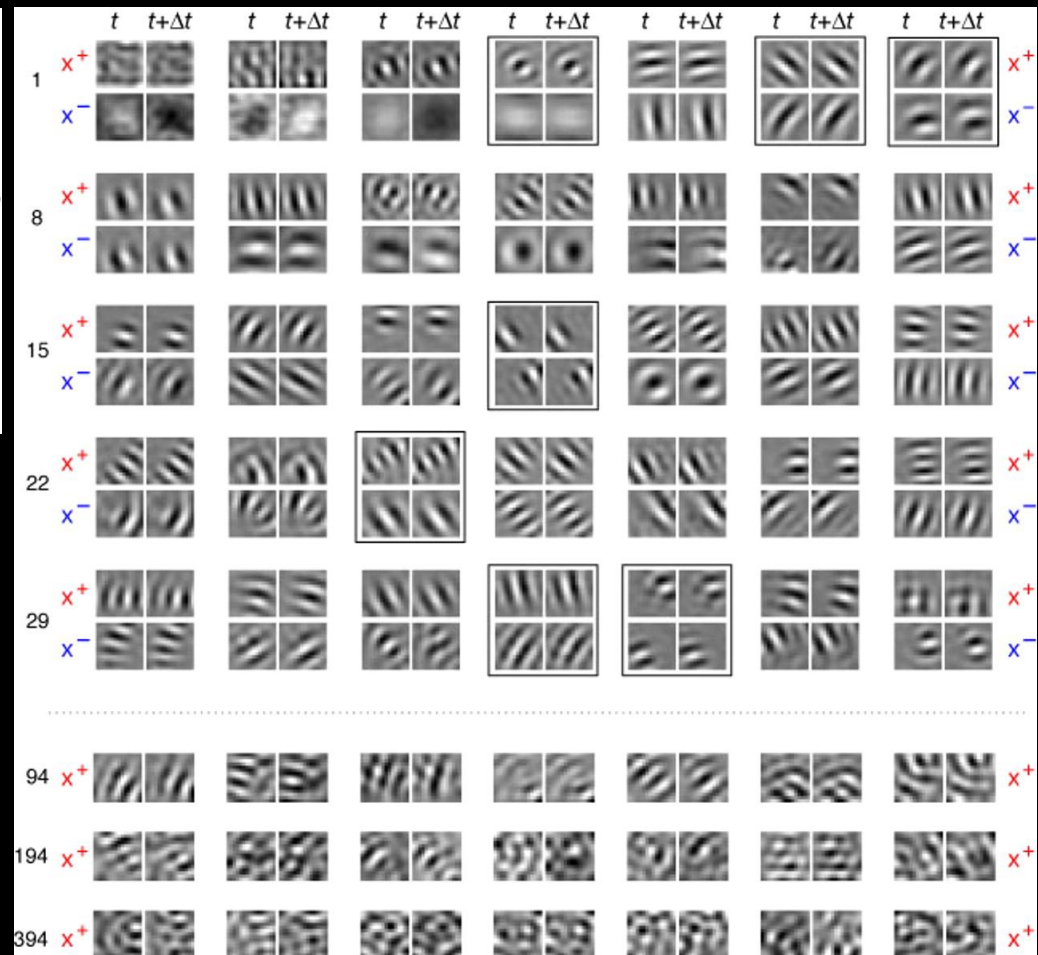 t t+Δt t t+Δt t t+Δt t t+Δt t t+Δt t t+Δt t t+Δt
1 x⁺ x⁺
x⁻ x⁻
8 x⁺ x⁺
x⁻ x⁻
15 x⁺ x⁺
x⁻ x⁻
22 x⁺ x⁺
x⁻ x⁻
29 x⁺ x⁺
x⁻ x⁻
94 x⁺ x⁺
194 x⁺ x⁺
394 x⁺ x⁺